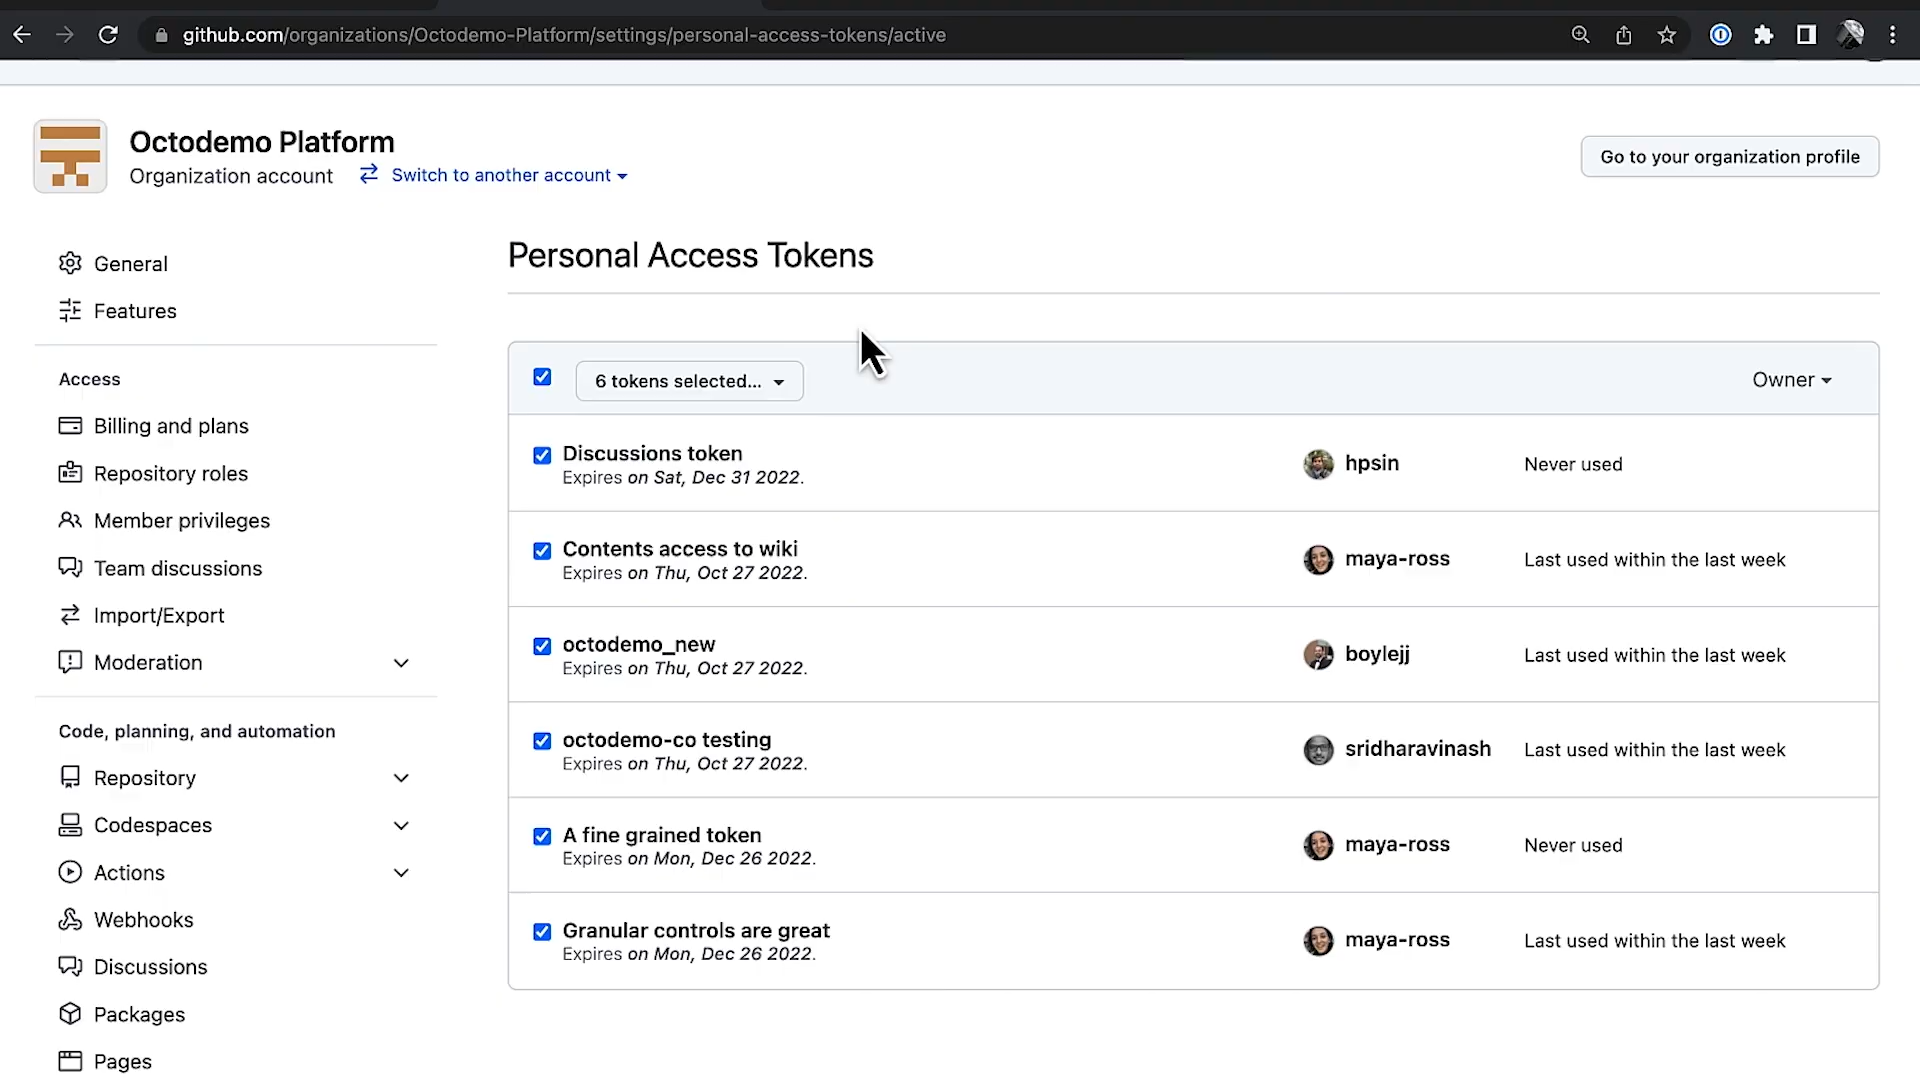 github.com/organizations/Octodemo-Platform/settings/personal-access-tokens/active
Octodemo Platform
Organization account
Switch to another account
Go to your organization profile
General
Features
Access
Billing and plans
Repository roles
Member privileges
Team discussions
Import/Export
Moderation
Code, planning, and automation
Repository
Codespaces
Actions
Webhooks
Discussions
Packages
Pages
Personal Access Tokens
6 tokens selected...
Owner
Discussions token
Expires on Sat, Dec 31 2022.
hpsin
Never used
Contents access to wiki
Expires on Thu, Oct 27 2022.
maya-ross
Last used within the last week
octodemo_new
Expires on Thu, Oct 27 2022.
boylejj
Last used within the last week
octodemo-co testing
Expires on Thu, Oct 27 2022.
sridharavinash
Last used within the last week
A fine grained token
Expires on Mon, Dec 26 2022.
maya-ross
Never used
Granular controls are great
Expires on Mon, Dec 26 2022.
maya-ross
Last used within the last week